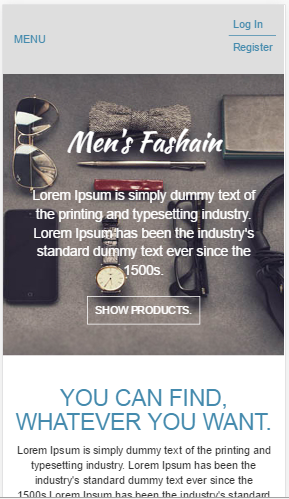 Log In
MENU
Register
Men's Fashain
Lorem Ipsum is simply dummy text of
the printing and typesetting industry.
Lorem Ipsum has been the industry's
standard dummy text ever since the
1500s.
SHOW PRODUCTS.
YOU CAN FIND,
WHATEVER YOU WANT.
Lorem Ipsum is simply dummy text of the printing and
typesetting industry. Lorem Ipsum has been the
industry's standard dummy text ever since the
1500s Lorem Ipsum has been the industry's standard